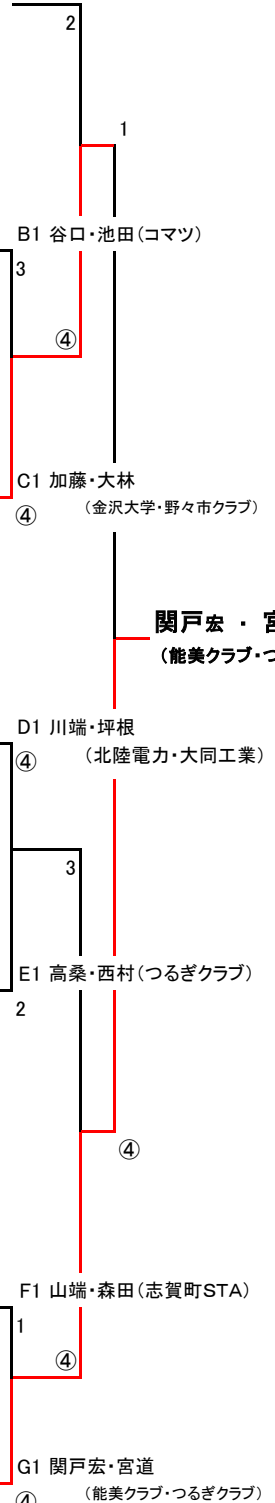 2
1
B1 谷口・池田(コマツ)
3
④
C1 加藤・大林
④
(金沢大学・野々市クラブ)
関戸宏 ・ 宮
(能美クラブ・つ
D1 川端・坪根
④
(北陸電力・大同工業)
3
E1 高桑・西村(つるぎクラブ)
2
④
F1 山端・森田(志賀町STA)
1
④
G1 関戸宏・宮道
④
(能美クラブ・つるぎクラブ)